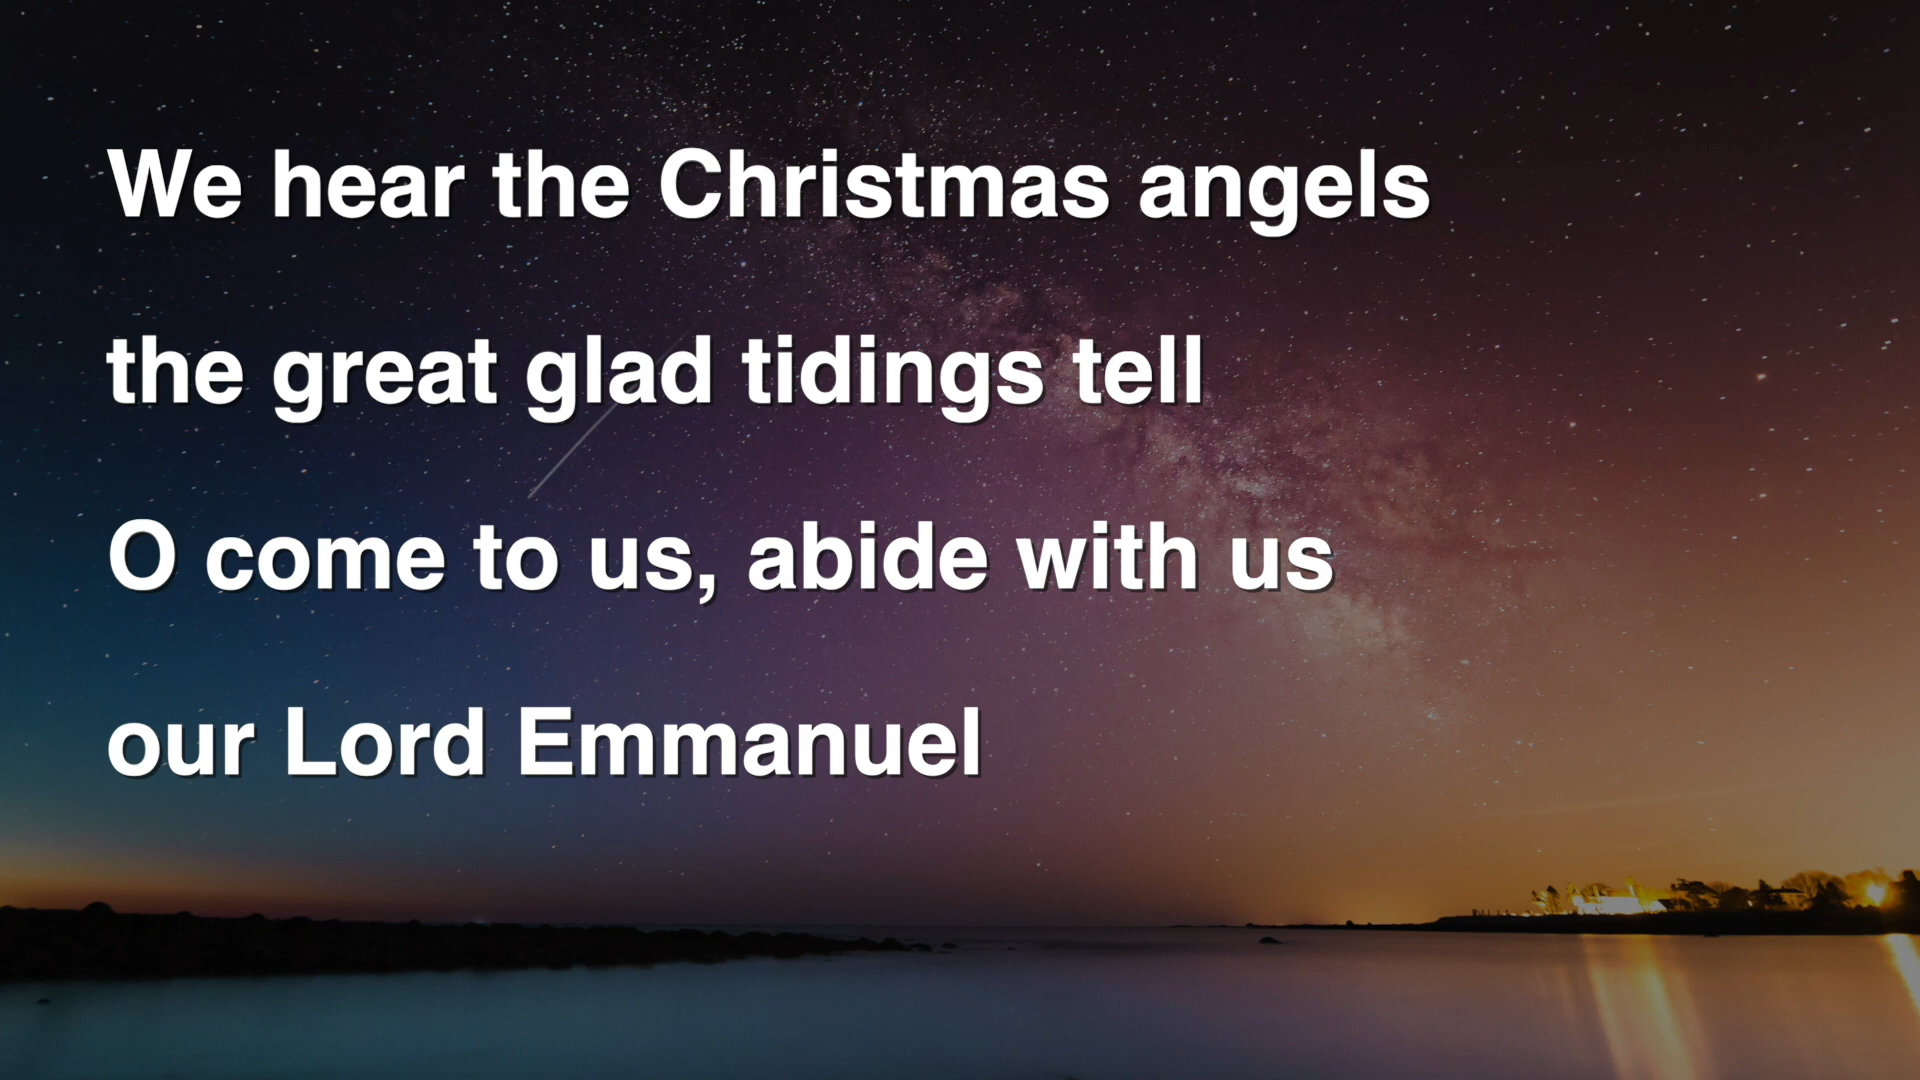 We hear the Christmas angels
the great glad tidings tell
O come to us, abide with us
our Lord Emmanuel